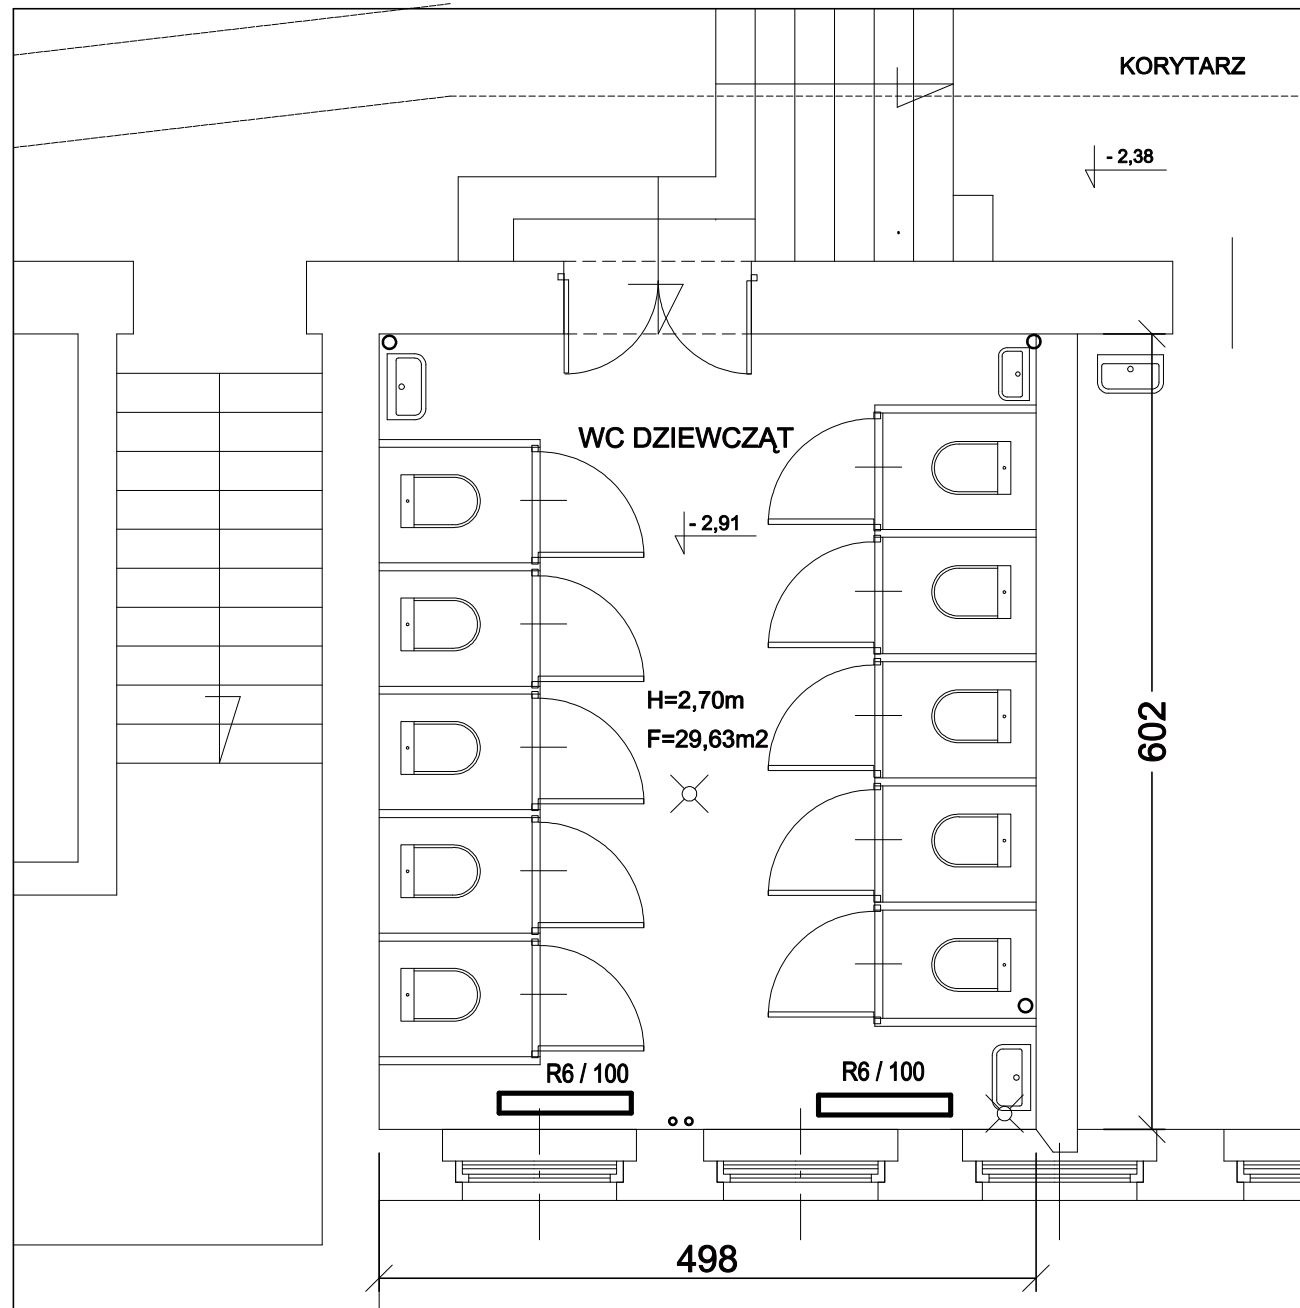 KORYTARZ
- 2,38
WC DZIEWCZĄT
- 2,91
H=2,70m
F=29,63m2
602
R6 / 100
R6 / 100
498